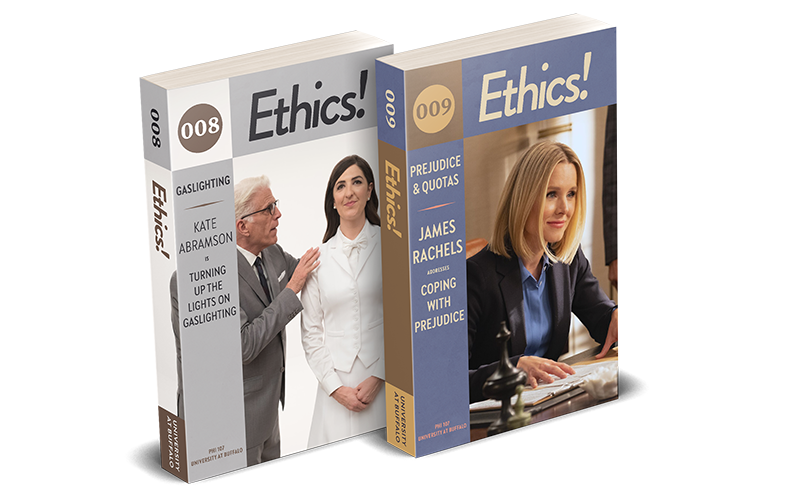 008
Ethics!
UNIVERSITY
AT BUFFALO
008
Ethics!
GASLIGHTING
KATE
ABRAMSON
IS
TURNING
UP THE
LIGHTS ON
GASLIGHTING
PHI 107
UNIVERSITY AT BUFFALO
009
Ethics!
UNIVERSITY
AT BUFFALO
009
Ethics!
PREJUDICE
& QUOTAS
JAMES
RACHELS
ADDRESSES
COPING
WITH
PREJUDICE
PHI 107
UNIVERSITY AT BUFFALO